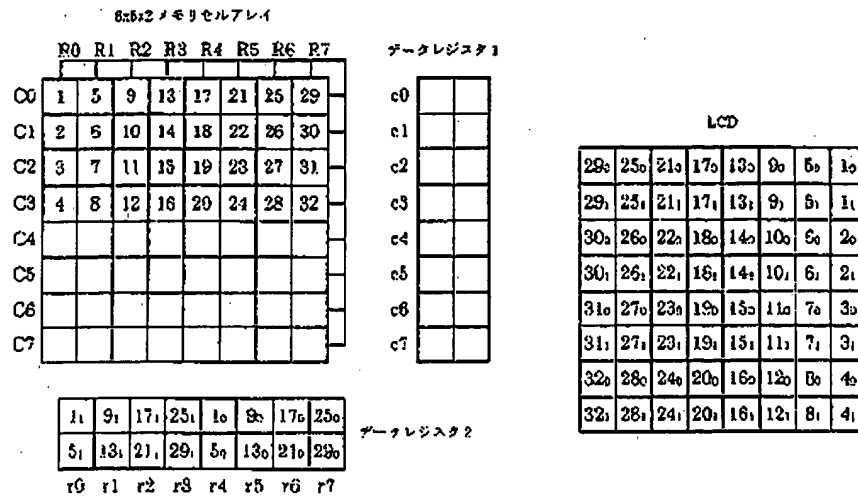 8x8x2 メモリセルアレイ
R0 R1 R2 R3 R4 R5 R6 R7
データレジスタ1
C0 1 5 9 13 17 21 25 29
C1 2 6 10 14 18 22 26 30
C2 3 7 11 15 19 23 27 31
C3 4 8 12 16 20 24 28 32
C4
C5
C6
C7
c0
c1
c2
c3
c4
c5
c6
c7
LCD
29₀ 25₀ 21₀ 17₀ 13₀ 9₀ 5₀ 1₀
29₁ 25₁ 21₁ 17₁ 13₁ 9₁ 5₁ 1₁
30₀ 26₀ 22₀ 18₀ 14₀ 10₀ 6₀ 2₀
30₁ 26₁ 22₁ 18₁ 14₁ 10₁ 6₁ 2₁
31₀ 27₀ 23₀ 19₀ 15₀ 11₀ 7₀ 3₀
31₁ 27₁ 23₁ 19₁ 15₁ 11₁ 7₁ 3₁
32₀ 28₀ 24₀ 20₀ 16₀ 12₀ 8₀ 4₀
32₁ 28₁ 24₁ 20₁ 16₁ 12₁ 8₁ 4₁
1₁ 9₁ 17₁ 25₁ 1₀ 9₀ 17₀ 25₀
5₁ 13₁ 21₁ 29₁ 5₀ 13₀ 21₀ 29₀
データレジスタ2
r0 r1 r2 r3 r4 r5 r6 r7